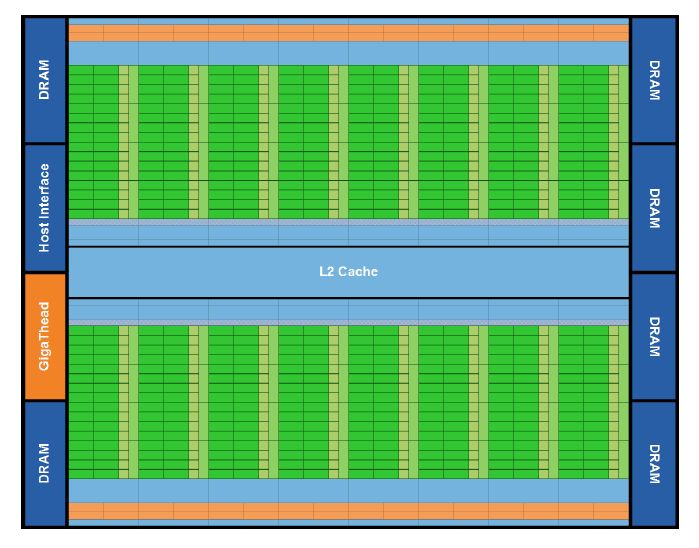 DRAM
Host Interface
GigaThead
DRAM
L2 Cache
DRAM
DRAM
DRAM
DRAM